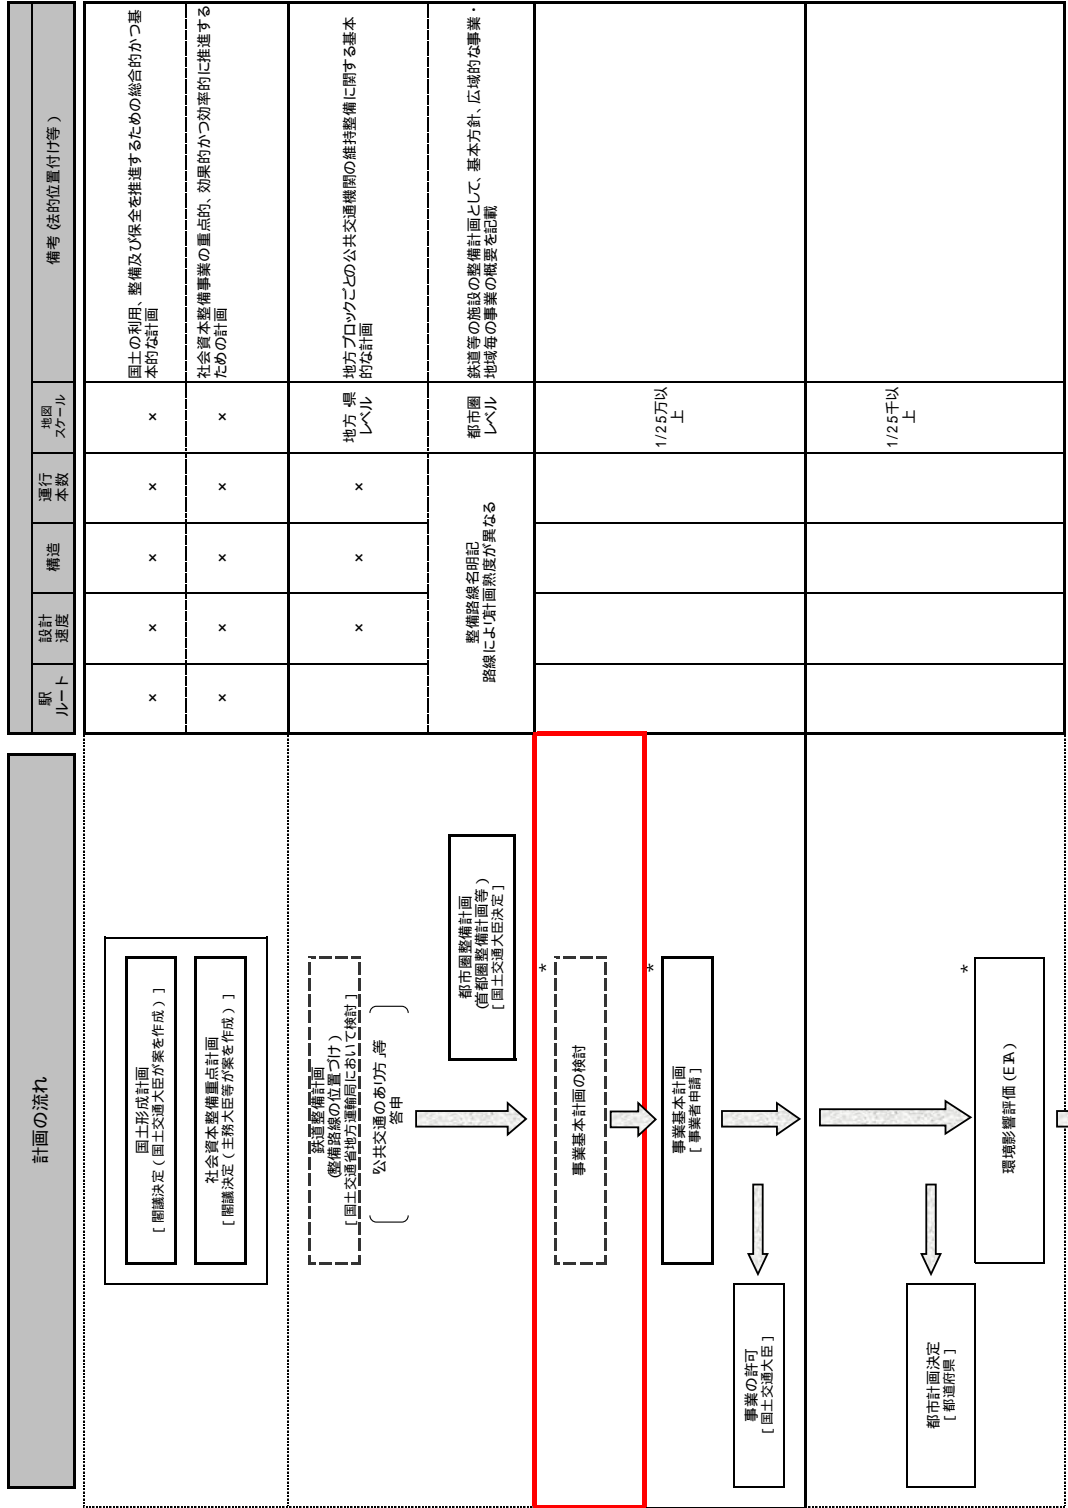 計画の流れ
駅
ルート
設計
速度
構造
運行
本数
地図
スケール
備考（法的位置付け等）
国土形成計画
[ 閣議決定（国土交通大臣が案を作成）]
×
×
×
×
×
国土の利用、整備及び保全を推進するための総合的かつ基
本的な計画
社会資本整備重点計画
[ 閣議決定（主務大臣等が案を作成）]
×
×
×
×
×
社会資本整備事業の重点的、効果的かつ効率的に推進する
ための計画
鉄道整備計画
（整備路線の位置づけ）
[ 国土交通省地方運輸局において検討 ]
公共交通のあり方 等
答申
×
×
×
地方・県
レベル
地方ブロックごとの公共交通機関の維持整備に関する基本
的な計画
都市圏整備計画
（首都圏整備計画等）
[ 国土交通大臣決定 ]
整備路線名明記
路線により計画熟度が異なる
都市圏
レベル
鉄道等の施設の整備計画として、基本方針、広域的な事業・
地域毎の事業の概要を記載
*
事業基本計画の検討
1/25万以
上
*
事業基本計画
[ 事業者申請 ]
事業の許可
[ 国土交通大臣 ]
1/25千以
上
都市計画決定
[ 都道府県 ]
*
環境影響評価（EIA）